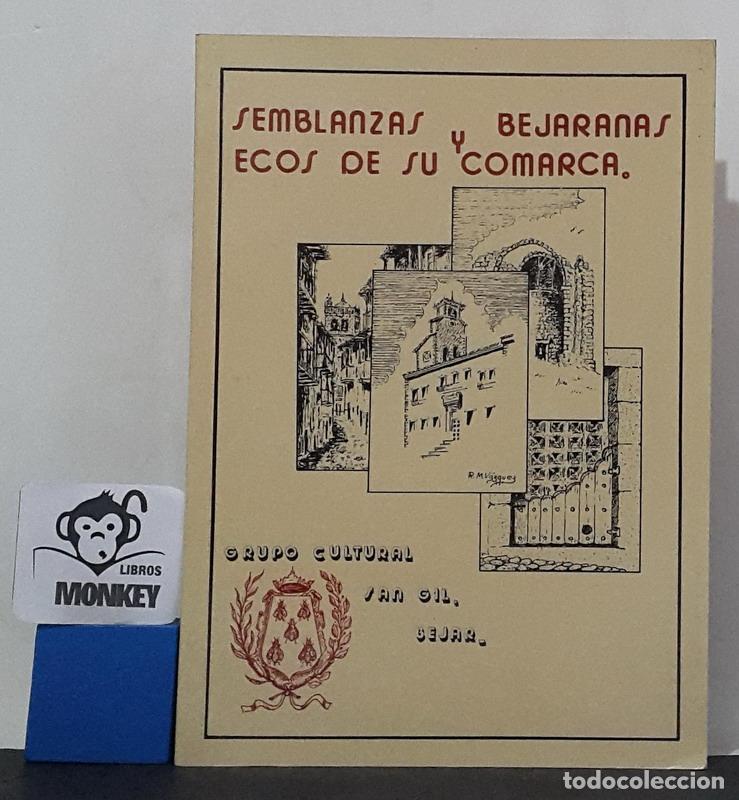 SEMBLANZAS Y BEJARANAS
ECOS DE SU COMARCA.
R.M.Vázquez
GRUPO CULTURAL
SAN GIL,
BEJAR.
LIBROS
MONKEY
todocoleccion